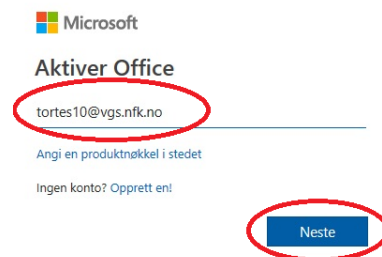 Microsoft
Aktiver Office
tortes10@vgs.nfk.no
Angi en produktnøkkel i stedet
Ingen konto? Opprett en!
Neste